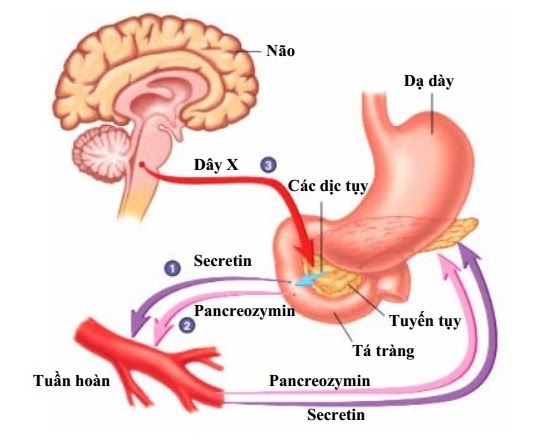 Não
Dạ dày
Dây X
3
Các dịc tụy
1
Secretin
Pancreozymin
2
Tuyến tụy
Tá tràng
Tuần hoàn
Pancreozymin
Secretin